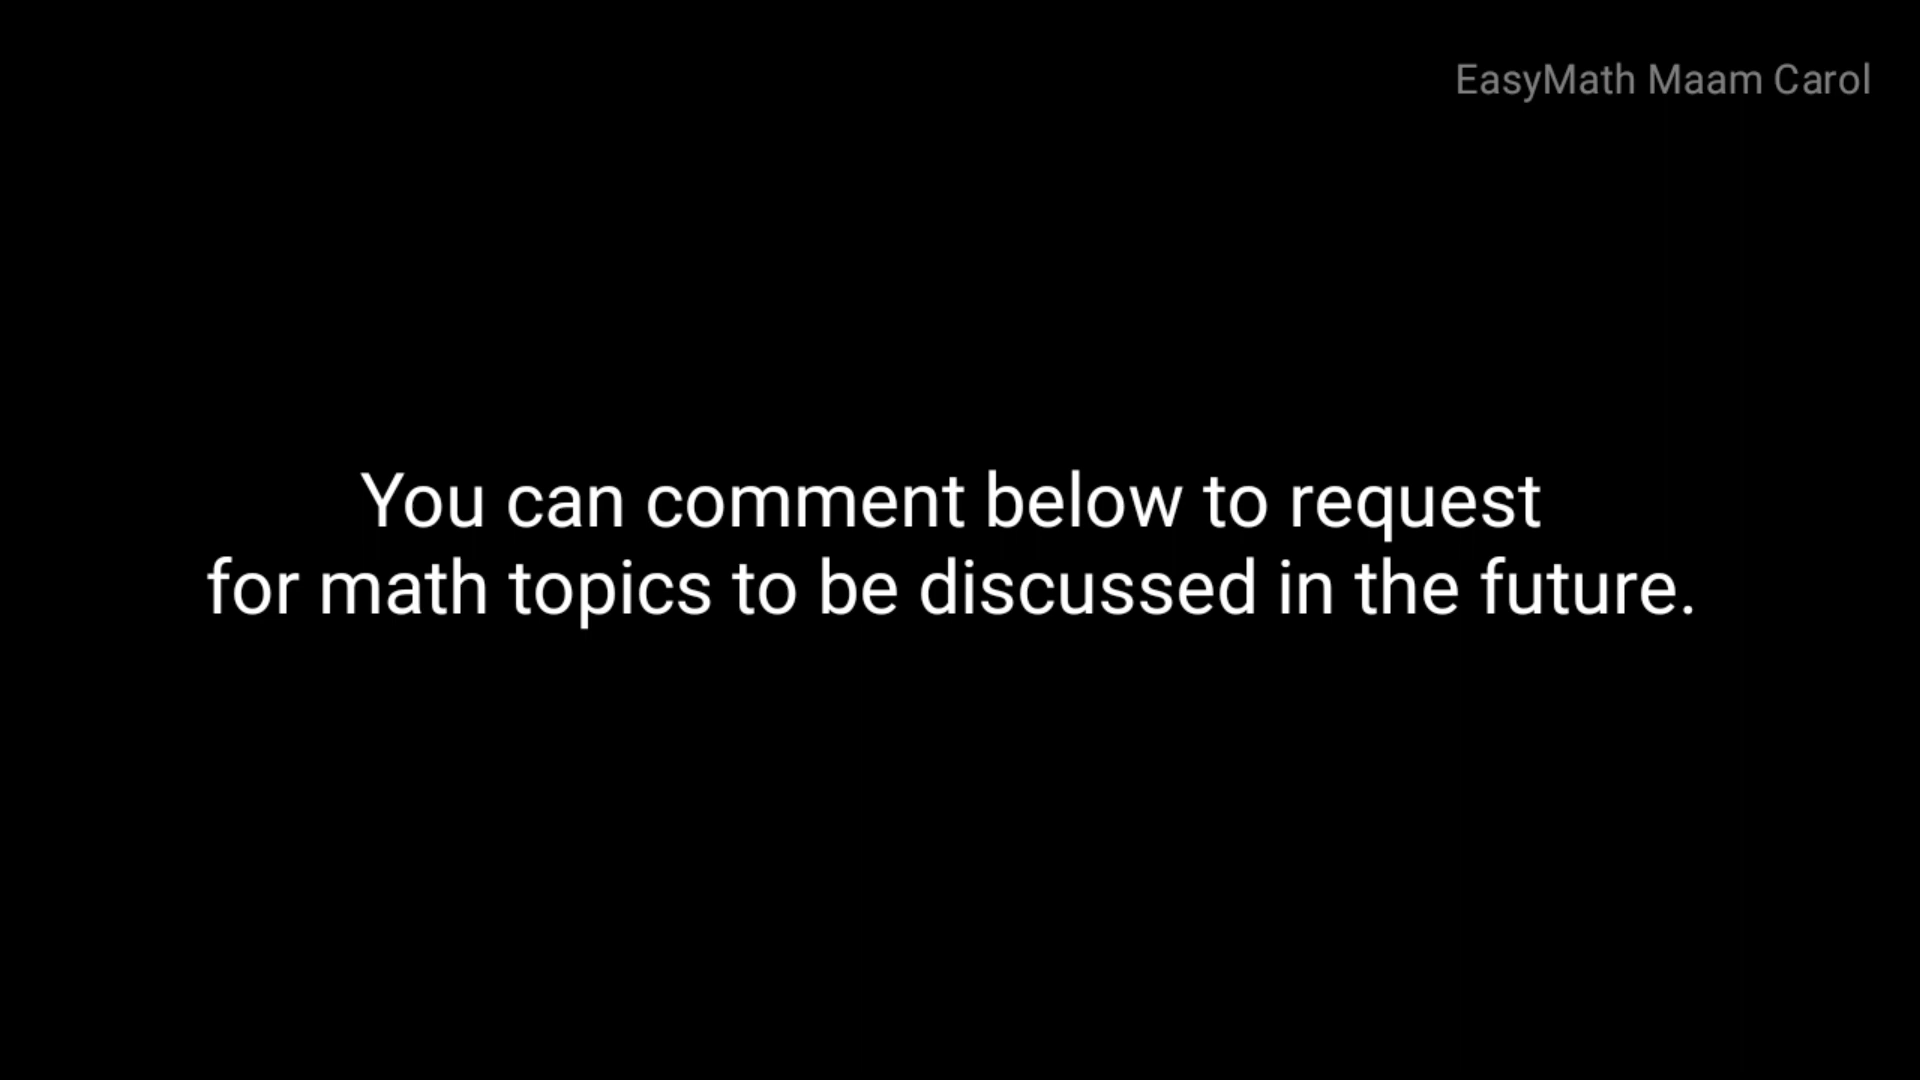 EasyMath Maam Carol
You can comment below to request
for math topics to be discussed in the future.